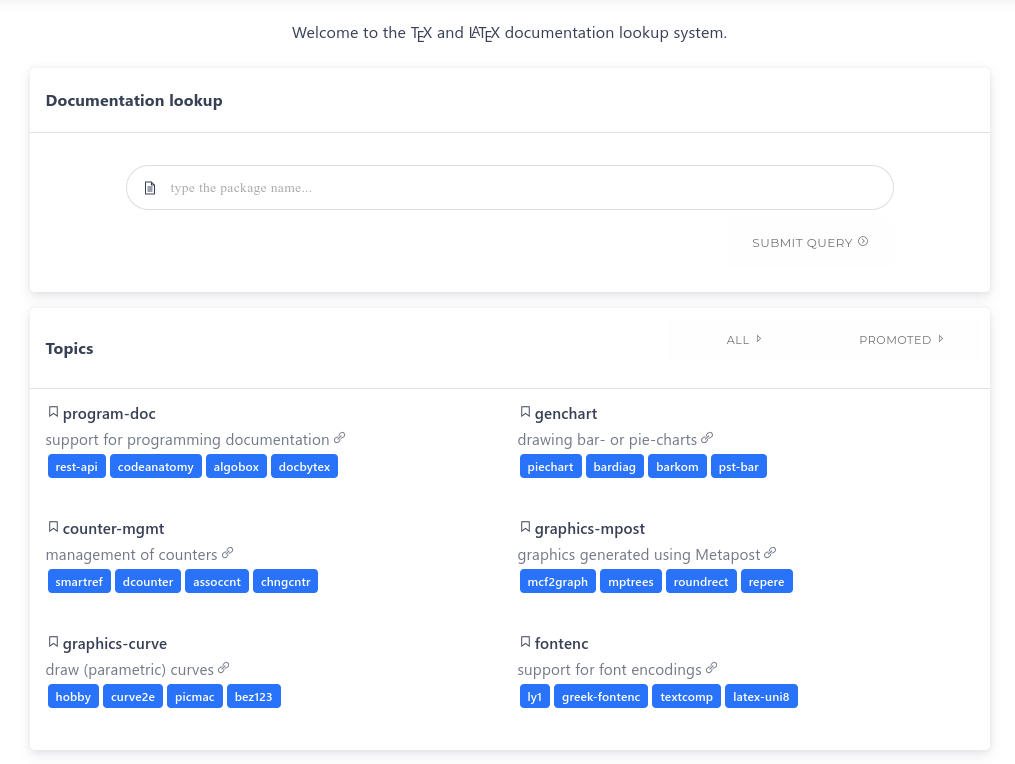 Welcome to the TEX and LATEX documentation lookup system.
Documentation lookup
type the package name...
SUBMIT QUERY
Topics
ALL
PROMOTED
program-doc
support for programming documentation
rest-api codeanatomy algobox docbytex
genchart
drawing bar- or pie-charts
piechart bardiag barkom pst-bar
counter-mgmt
management of counters
smartref dcounter assoccnt chngcntr
graphics-mpost
graphics generated using Metapost
mcf2graph mptrees roundrect repere
graphics-curve
draw (parametric) curves
hobby curve2e picmac bez123
fontenc
support for font encodings
ly1 greek-fontenc textcomp latex-uni8